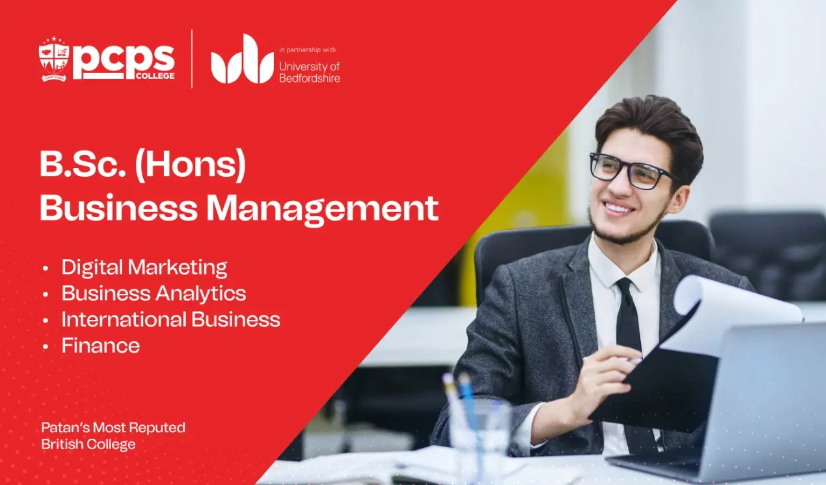 pcps
COLLEGE
in partnership with
University of
Bedfordshire
B.Sc. (Hons)
Business Management
• Digital Marketing
• Business Analytics
• International Business
• Finance
Patan's Most Reputed
British College